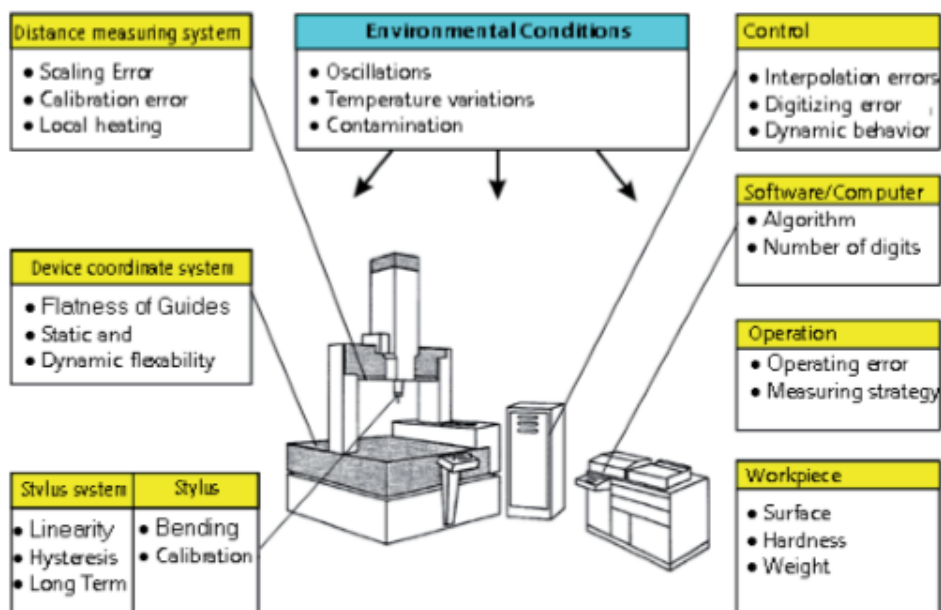 Distance measuring system
● Scaling Error
● Calibration error
● Local heating
Environmental Conditions
● Oscillations
● Temperature variations
● Contamination
Control
● Interpolation errors
● Digitizing error
● Dynamic behavior
Software/Computer
● Algorithm
● Number of digits
Device coordinate system
● Flatness of Guides
● Static and
● Dynamic flexability
Operation
● Operating error
● Measuring strategy
Stylus system
● Linearity
● Hysteresis
● Long Term
Stylus
● Bending
● Calibration
Workpiece
● Surface
● Hardness
● Weight